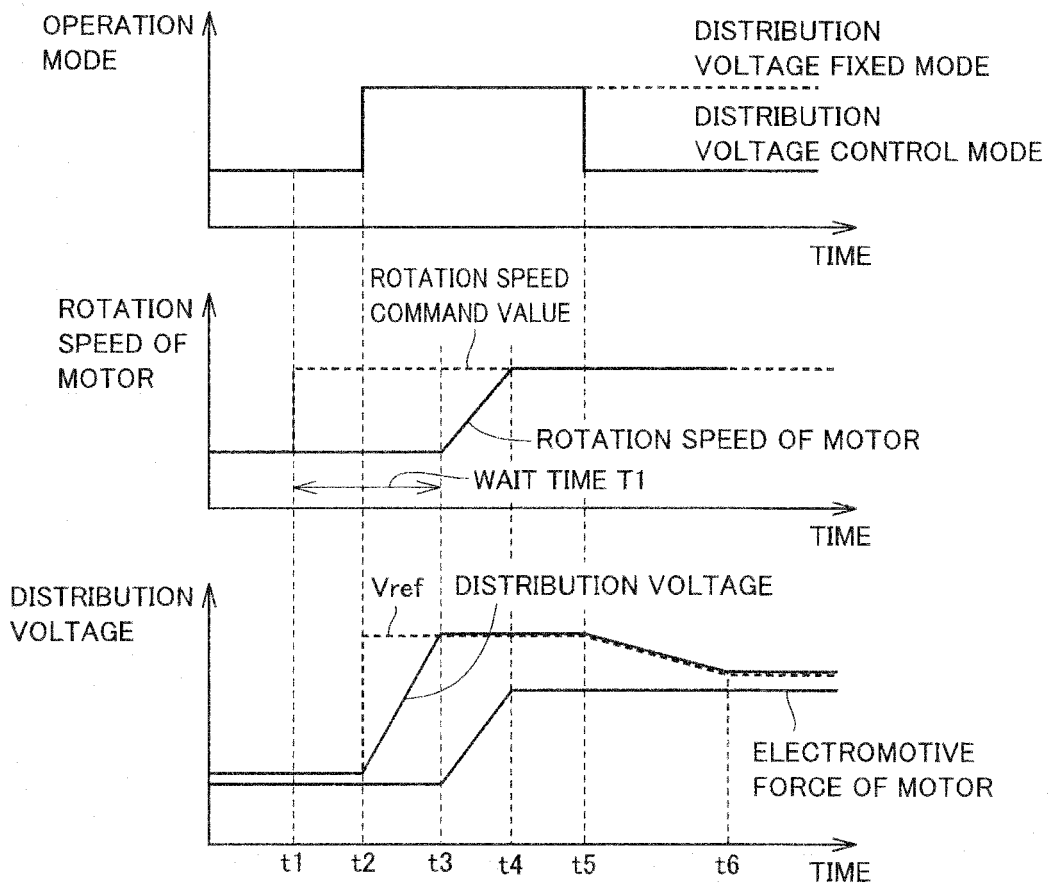 OPERATION
MODE
DISTRIBUTION
VOLTAGE FIXED MODE
DISTRIBUTION
VOLTAGE CONTROL MODE
TIME
ROTATION
SPEED OF
MOTOR
ROTATION SPEED
COMMAND VALUE
ROTATION SPEED OF MOTOR
WAIT TIME T1
TIME
DISTRIBUTION
VOLTAGE
Vref
DISTRIBUTION VOLTAGE
ELECTROMOTIVE
FORCE OF MOTOR
t1 t2 t3 t4 t5 t6
TIME